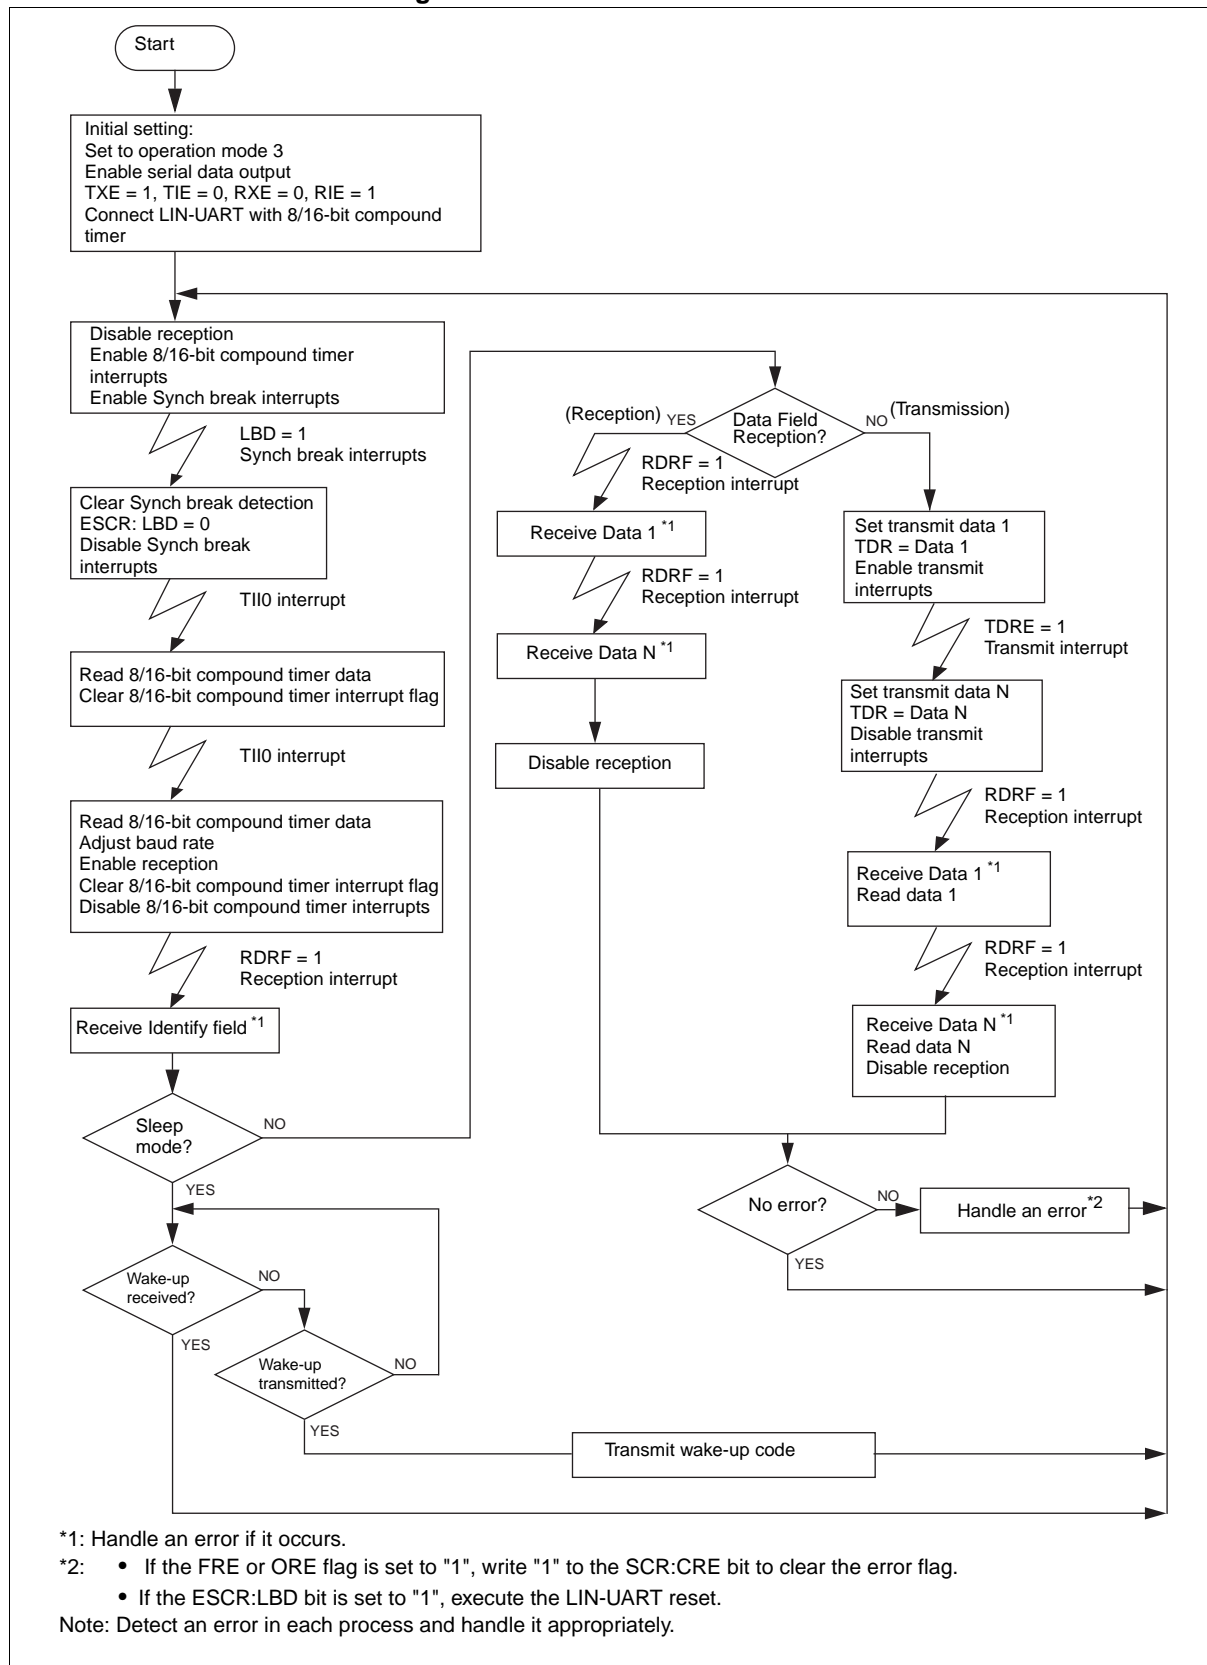 Start
Initial setting:
Set to operation mode 3
Enable serial data output
TXE = 1, TIE = 0, RXE = 0, RIE = 1
Connect LIN-UART with 8/16-bit compound
timer
Disable reception
Enable 8/16-bit compound timer
interrupts
Enable Synch break interrupts
LBD = 1
Synch break interrupts
Clear Synch break detection
ESCR: LBD = 0
Disable Synch break
interrupts
TII0 interrupt
Read 8/16-bit compound timer data
Clear 8/16-bit compound timer interrupt flag
TII0 interrupt
Read 8/16-bit compound timer data
Adjust baud rate
Enable reception
Clear 8/16-bit compound timer interrupt flag
Disable 8/16-bit compound timer interrupts
RDRF = 1
Reception interrupt
Receive Identify field *1
Sleep
mode?
NO
YES
Wake-up
received?
NO
YES
Wake-up
transmitted?
NO
YES
Transmit wake-up code
Data Field
Reception?
(Reception) YES
NO (Transmission)
RDRF = 1
Reception interrupt
Receive Data 1 *1
RDRF = 1
Reception interrupt
Receive Data N *1
Disable reception
Set transmit data 1
TDR = Data 1
Enable transmit
interrupts
TDRE = 1
Transmit interrupt
Set transmit data N
TDR = Data N
Disable transmit
interrupts
RDRF = 1
Reception interrupt
Receive Data 1 *1
Read data 1
RDRF = 1
Reception interrupt
Receive Data N *1
Read data N
Disable reception
No error?
NO
YES
Handle an error *2
*1: Handle an error if it occurs.
*2: • If the FRE or ORE flag is set to "1", write "1" to the SCR:CRE bit to clear the error flag.
• If the ESCR:LBD bit is set to "1", execute the LIN-UART reset.
Note: Detect an error in each process and handle it appropriately.